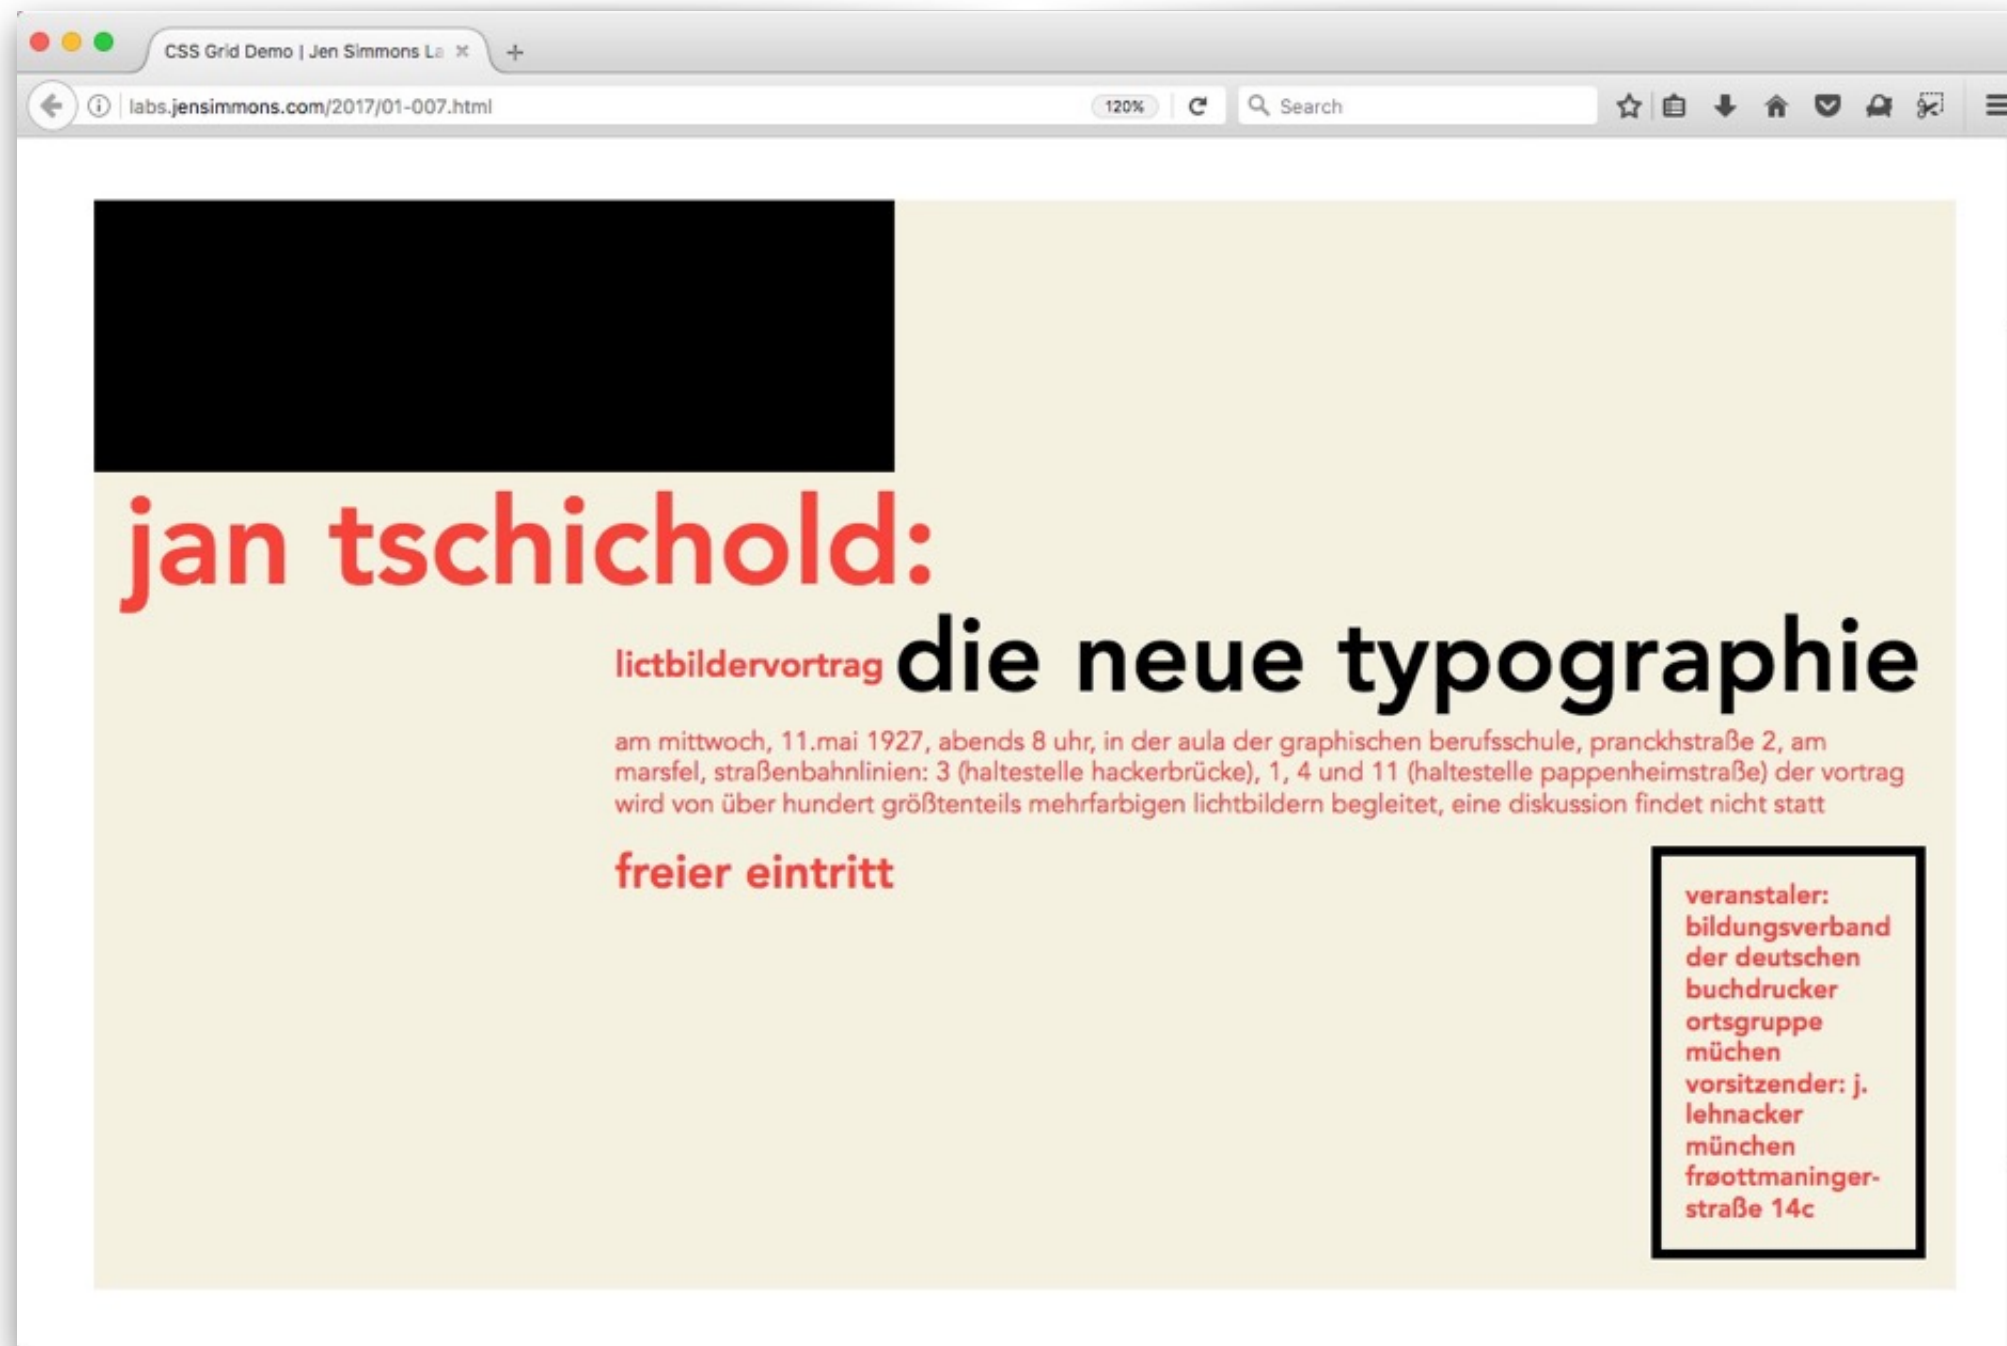 CSS Grid Demo | Jen Simmons La
labs.jensimmons.com/2017/01-007.html
120%
Search
jan tschichold:
lictbildervortrag die neue typographie
am mittwoch, 11.mai 1927, abends 8 uhr, in der aula der graphischen berufsschule, pranckhstraße 2, am
marsfel, straßenbahnlinien: 3 (haltestelle hackerbrücke), 1, 4 und 11 (haltestelle pappenheimstraße) der vortrag
wird von über hundert größtenteils mehrfarbigen lichtbildern begleitet, eine diskussion findet nicht statt
freier eintritt
veranstaler:
bildungsverband
der deutschen
buchdrucker
ortsgruppe
müchen
vorsitzender: j.
lehnacker
münchen
frøottmaninger-
straße 14c